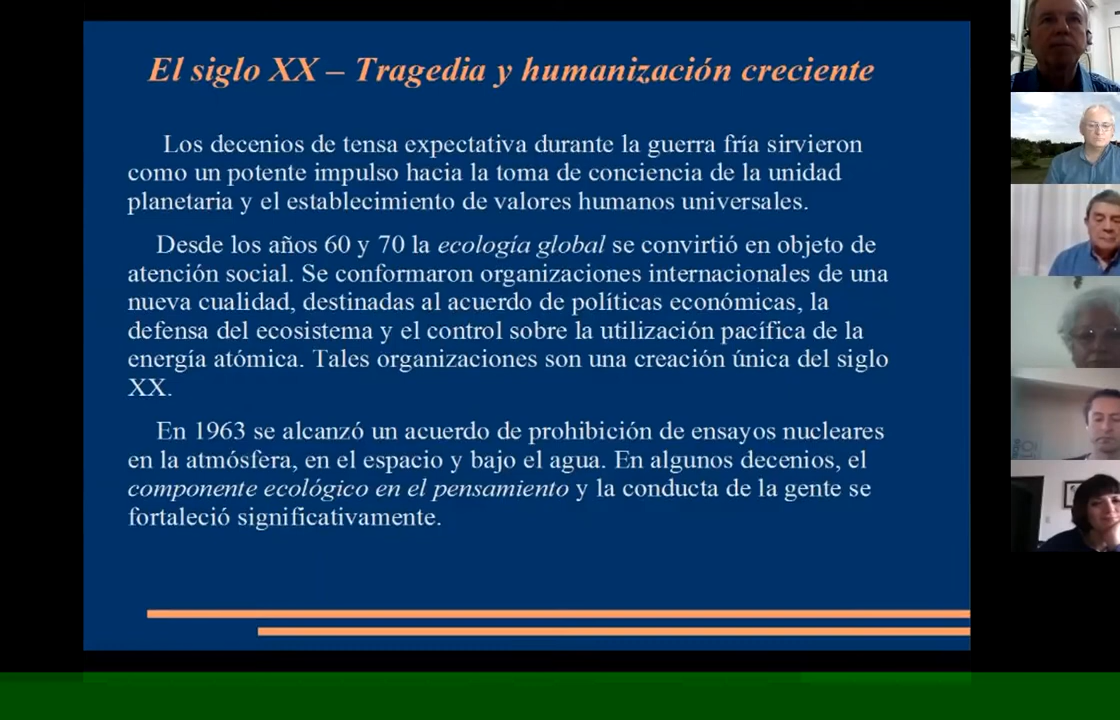 El siglo XX – Tragedia y humanización creciente
Los decenios de tensa expectativa durante la guerra fría sirvieron
como un potente impulso hacia la toma de conciencia de la unidad
planetaria y el establecimiento de valores humanos universales.
Desde los años 60 y 70 la ecología global se convirtió en objeto de
atención social. Se conformaron organizaciones internacionales de una
nueva cualidad, destinadas al acuerdo de políticas económicas, la
defensa del ecosistema y el control sobre la utilización pacífica de la
energía atómica. Tales organizaciones son una creación única del siglo
XX.
En 1963 se alcanzó un acuerdo de prohibición de ensayos nucleares
en la atmósfera, en el espacio y bajo el agua. En algunos decenios, el
componente ecológico en el pensamiento y la conducta de la gente se
fortaleció significativamente.